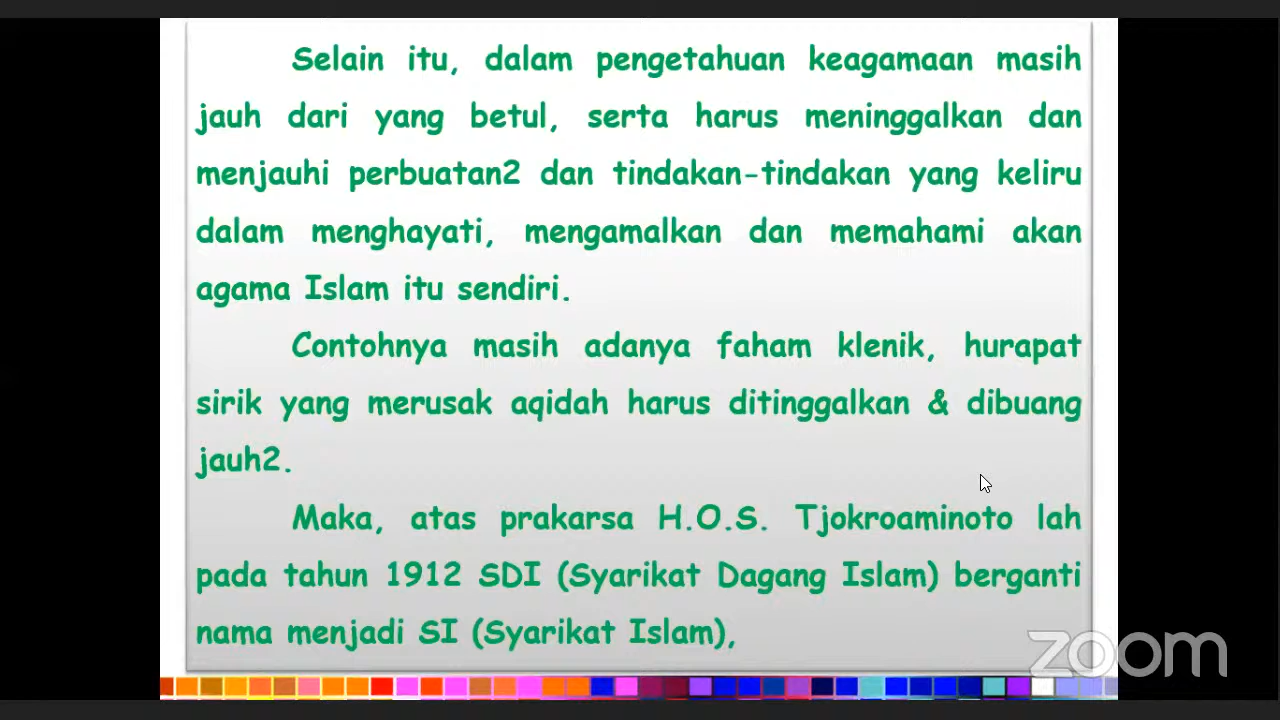 Selain itu, dalam pengetahuan keagamaan masih
jauh dari yang betul, serta harus meninggalkan dan
menjauhi perbuatan2 dan tindakan-tindakan yang keliru
dalam menghayati, mengamalkan dan memahami akan
agama Islam itu sendiri.
Contohnya masih adanya faham klenik, hurapat
sirik yang merusak aqidah harus ditinggalkan & dibuang
jauh2.
Maka, atas prakarsa H.O.S. Tjokroaminoto lah
pada tahun 1912 SDI (Syarikat Dagang Islam) berganti
nama menjadi SI (Syarikat Islam),
zoom